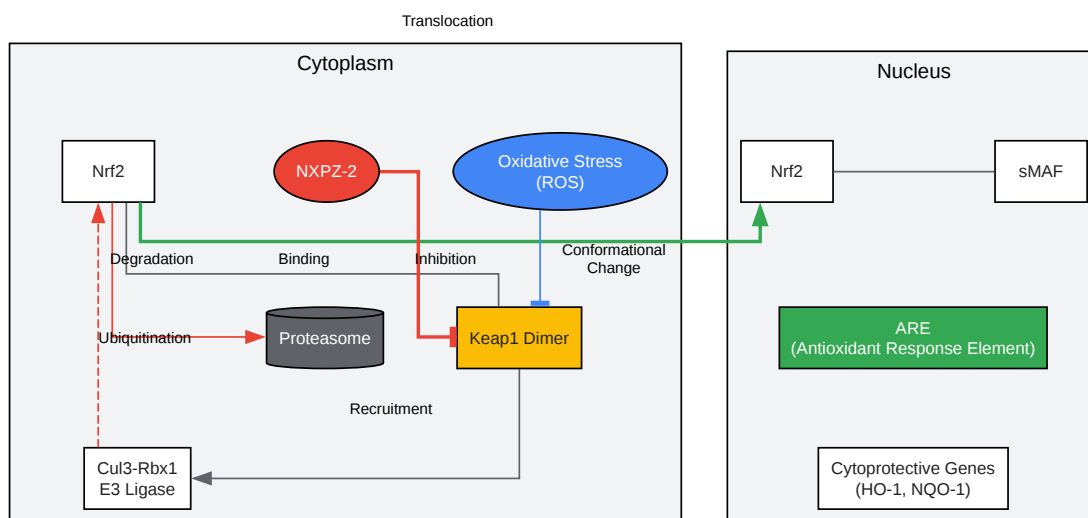 Translocation
Cytoplasm
Nucleus
Nrf2
NXPZ-2
Oxidative Stress
(ROS)
Nrf2
sMAF
Degradation
Binding
Inhibition
Conformational
Change
Ubiquitination
Proteasome
Keap1 Dimer
ARE
(Antioxidant Response Element)
Recruitment
Cul3-Rbx1
E3 Ligase
Cytoprotective Genes
(HO-1, NQO-1)